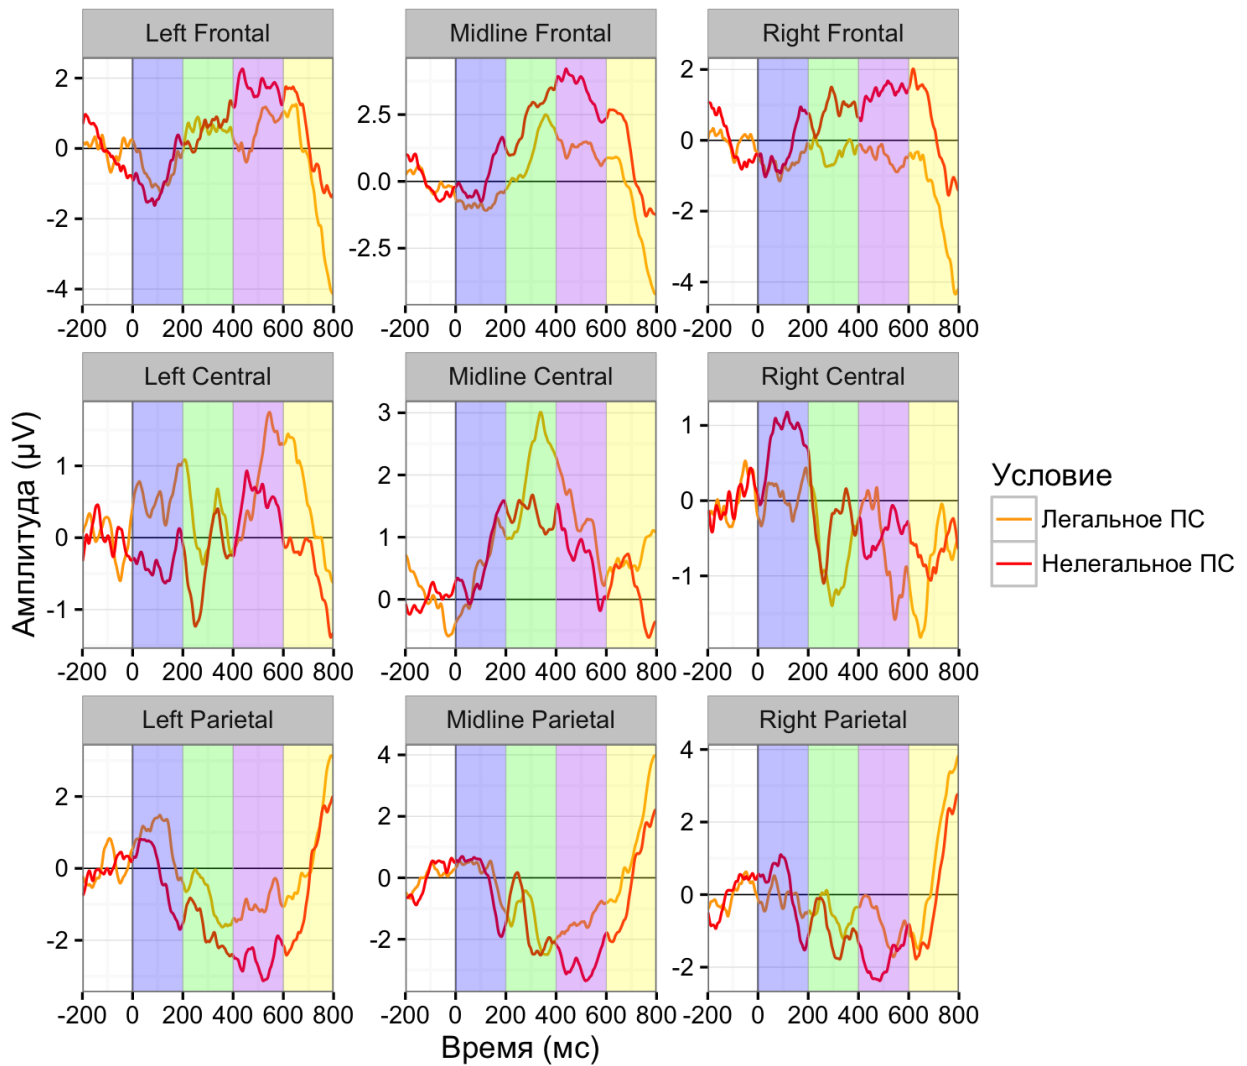 Left Frontal
Midline Frontal
Right Frontal
2
0
-2
-4
2.5
0.0
-2.5
2
0
-2
-4
-200 0 200 400 600 800
-200 0 200 400 600 800
-200 0 200 400 600 800
Left Central
Midline Central
Right Central
1
0
-1
3
2
1
0
1
0
-1
-200 0 200 400 600 800
-200 0 200 400 600 800
-200 0 200 400 600 800
Left Parietal
Midline Parietal
Right Parietal
2
0
-2
4
2
0
-2
4
2
0
-2
-200 0 200 400 600 800
-200 0 200 400 600 800
-200 0 200 400 600 800
Амплитуда (μV)
Время (мс)
Условие
Легальное ПС
Нелегальное ПС